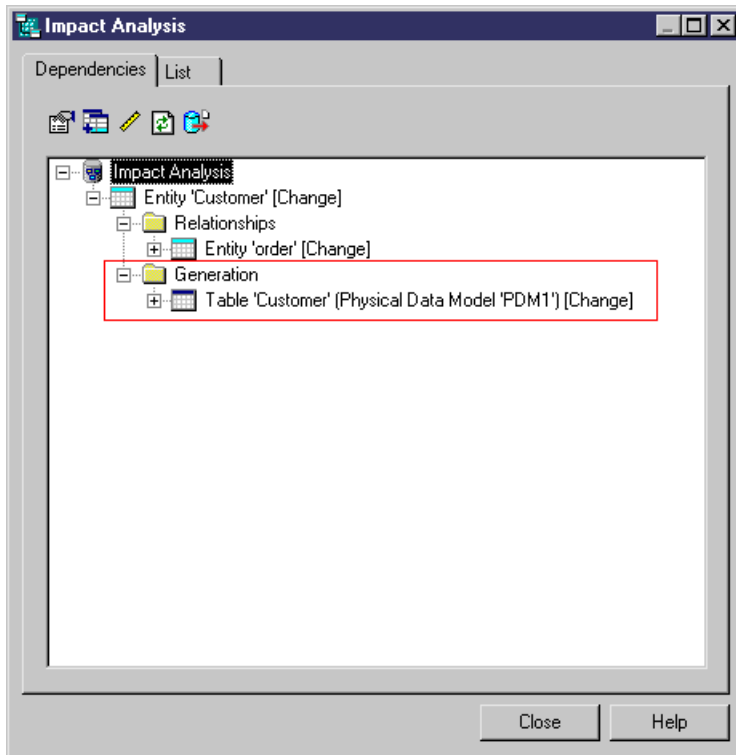 Impact Analysis
Dependencies List
Impact Analysis
Entity 'Customer' [Change]
Relationships
Entity 'order' [Change]
Generation
Table 'Customer' (Physical Data Model 'PDM1') [Change]
Close Help